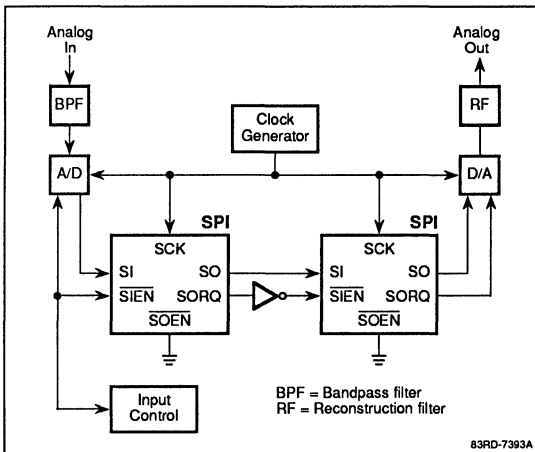 Analog
In
Analog
Out
BPF
RF
Clock
Generator
A/D
D/A
SPI
SPI
SCK
SCK
SI
SO
SI
SO
SIEN
SORQ
SIEN
SORQ
SOEN
SOEN
Input
Control
BPF = Bandpass filter
RF = Reconstruction filter
83RD-7393A